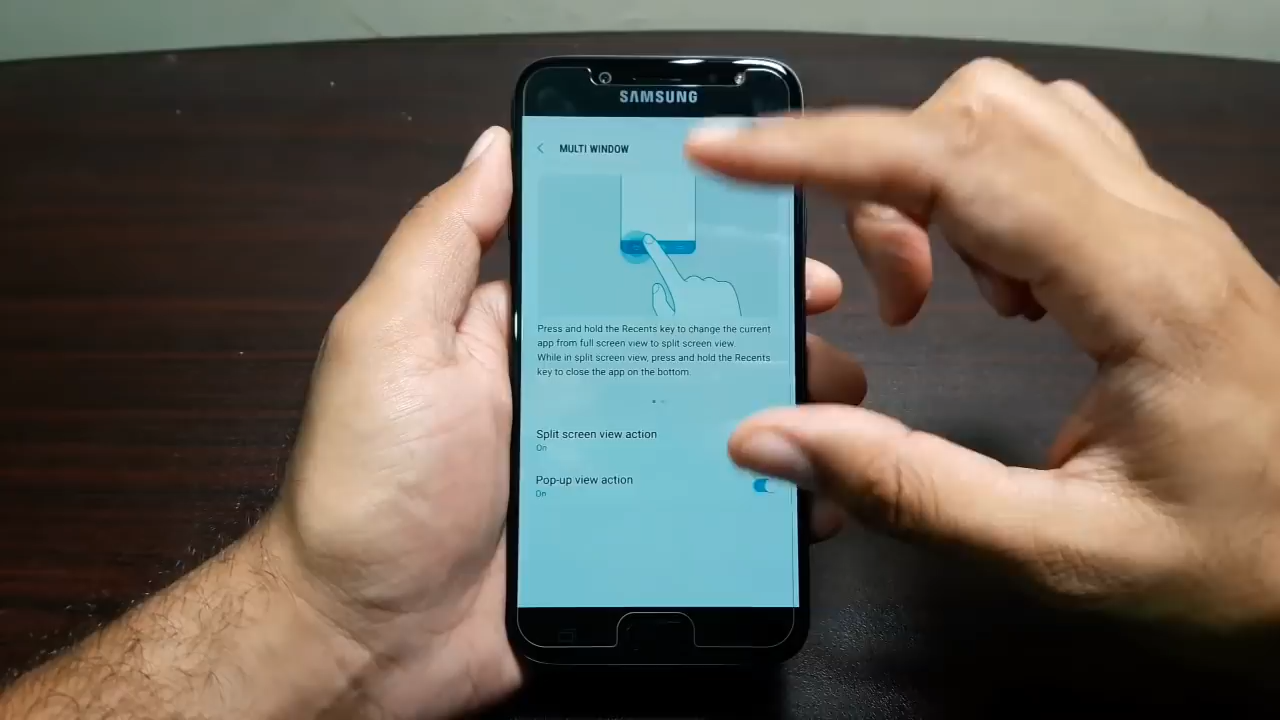 SAMSUNG
MULTI WINDOW
Press and hold the Recents key to change the current
app from full screen view to split screen view.
While in split screen view, press and hold the Recents
key to close the app on the bottom.
Split screen view action
On
Pop-up view action
On